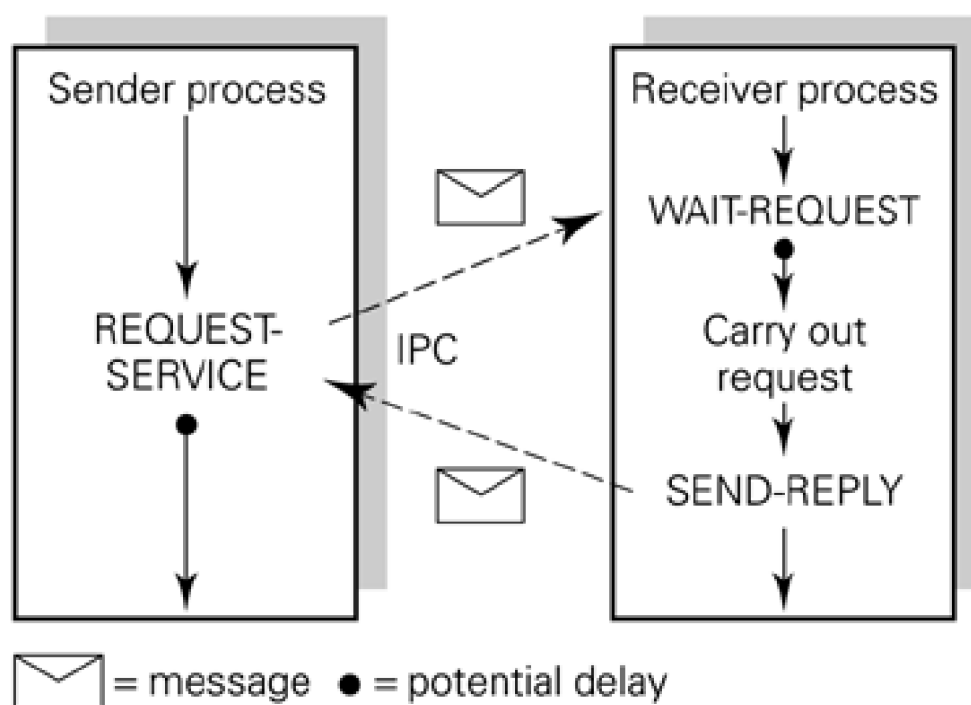 Sender process
REQUEST-
SERVICE
IPC
Receiver process
WAIT-REQUEST
Carry out
request
SEND-REPLY
= message ● = potential delay